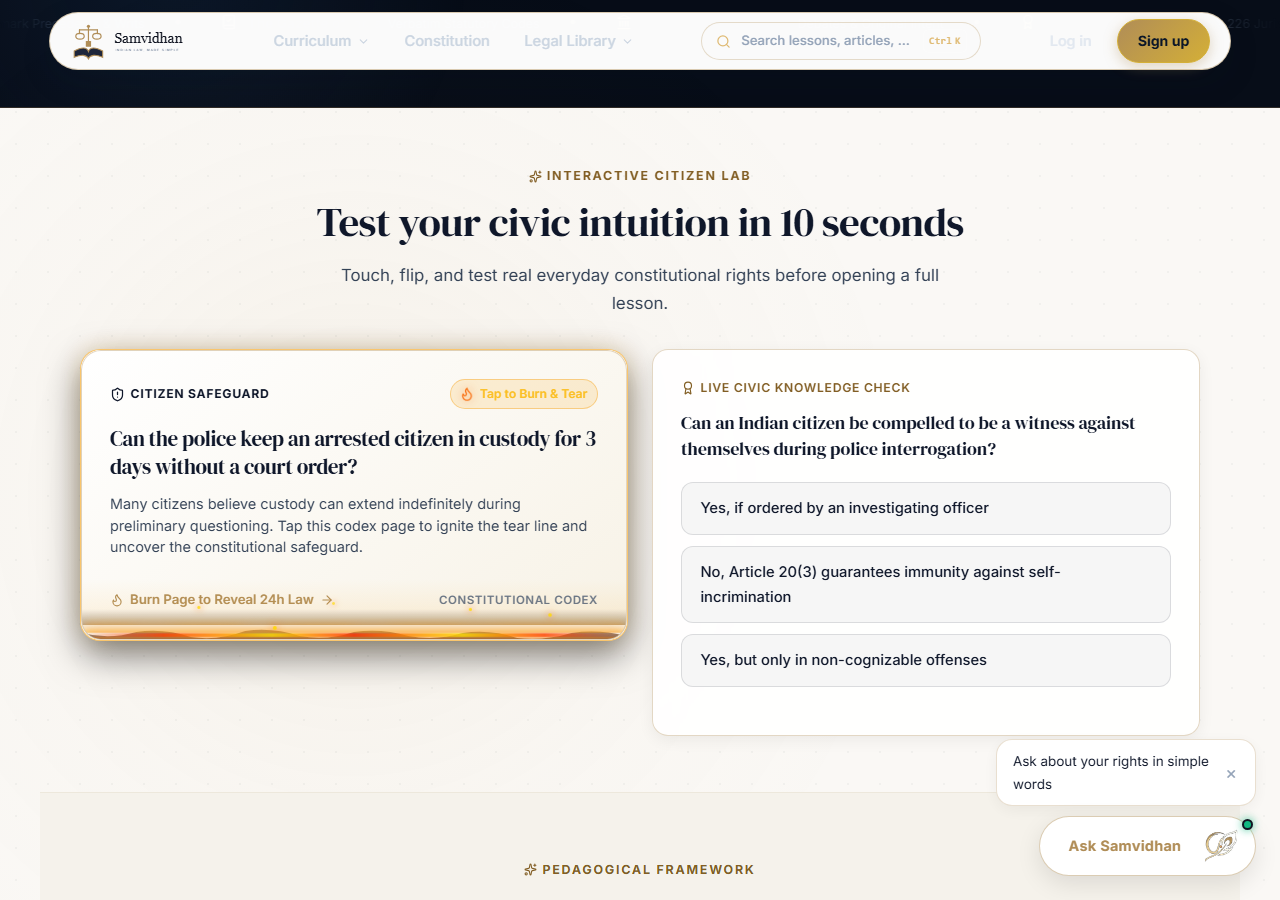 Samvidhan
Curriculum
Constitution
Legal Library
Search lessons, articles, ...
Ctrl K
Log in
Sign up
INTERACTIVE CITIZEN LAB
Test your civic intuition in 10 seconds
Touch, flip, and test real everyday constitutional rights before opening a full
lesson.
CITIZEN SAFEGUARD
Tap to Burn & Tear
Can the police keep an arrested citizen in custody for 3
days without a court order?
Many citizens believe custody can extend indefinitely during
preliminary questioning. Tap this codex page to ignite the tear line and
uncover the constitutional safeguard.
Burn Page to Reveal 24h Law →
CONSTITUTIONAL CODEX
LIVE CIVIC KNOWLEDGE CHECK
Can an Indian citizen be compelled to be a witness against
themselves during police interrogation?
Yes, if ordered by an investigating officer
No, Article 20(3) guarantees immunity against self-
incrimination
Yes, but only in non-cognizable offenses
Ask about your rights in simple
words
×
Ask Samvidhan
PEDAGOGICAL FRAMEWORK